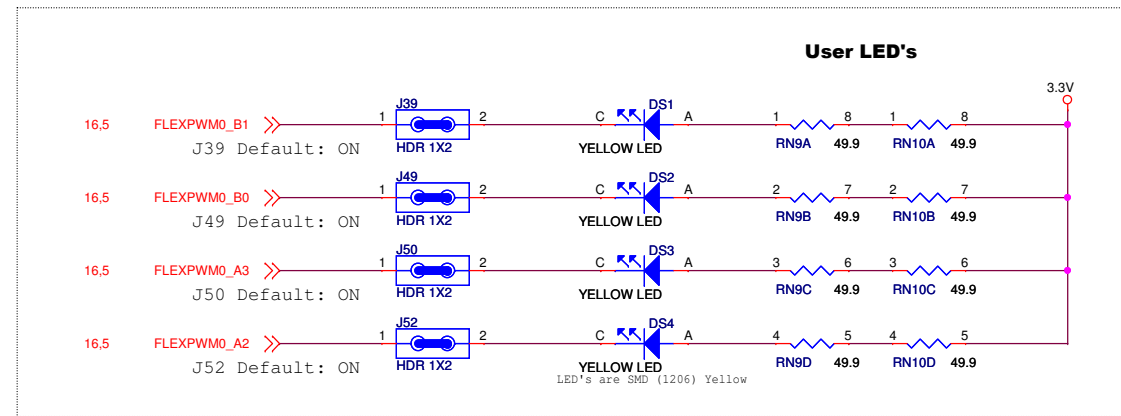 User LED's
3.3V
J39 DS1
16,5 FLEXPWM0_B1 1 2 C A 1 8 1 8
J39 Default: ON HDR 1X2 YELLOW LED RN9A 49.9 RN10A 49.9
J49 DS2
16,5 FLEXPWM0_B0 1 2 C A 2 7 2 7
J49 Default: ON HDR 1X2 YELLOW LED RN9B 49.9 RN10B 49.9
J50 DS3
16,5 FLEXPWM0_A3 1 2 C A 3 6 3 6
J50 Default: ON HDR 1X2 YELLOW LED RN9C 49.9 RN10C 49.9
J52 DS4
16,5 FLEXPWM0_A2 1 2 C A 4 5 4 5
J52 Default: ON HDR 1X2 YELLOW LED RN9D 49.9 RN10D 49.9
LED's are SMD (1206) Yellow